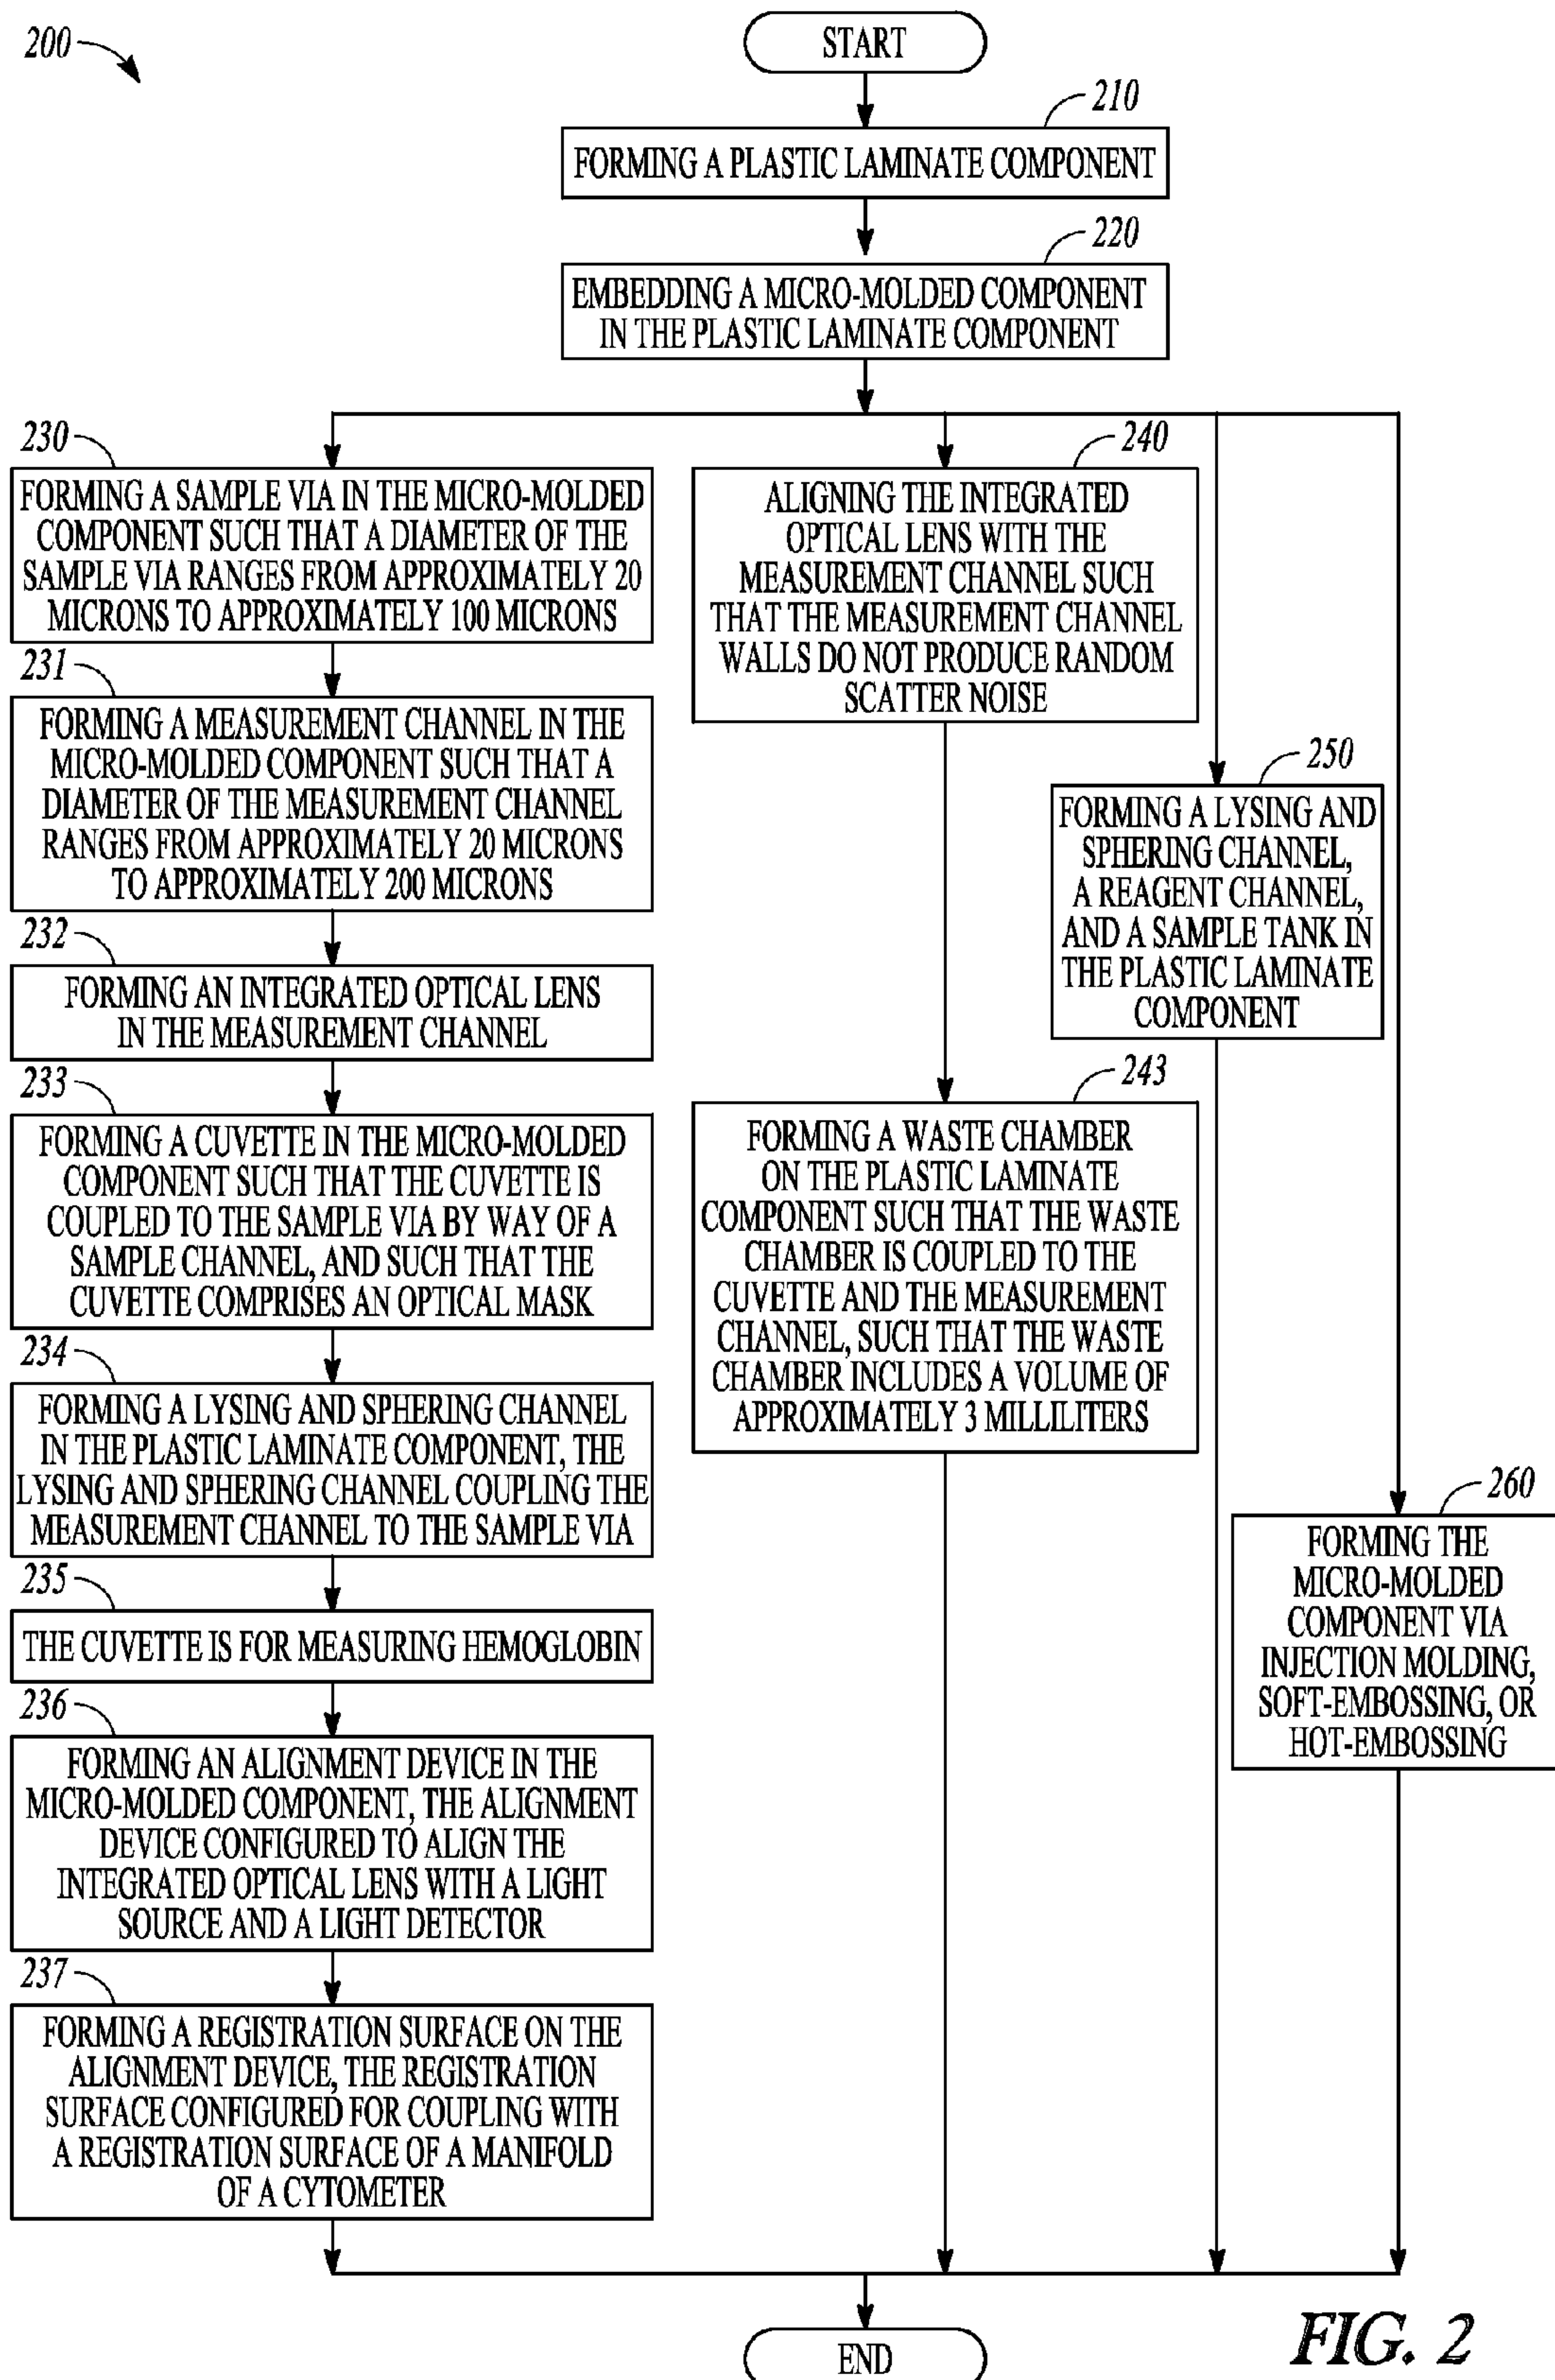 200
START
210
FORMING A PLASTIC LAMINATE COMPONENT
220
EMBEDDING A MICRO-MOLDED COMPONENT
IN THE PLASTIC LAMINATE COMPONENT
230
FORMING A SAMPLE VIA IN THE MICRO-MOLDED
COMPONENT SUCH THAT A DIAMETER OF THE
SAMPLE VIA RANGES FROM APPROXIMATELY 20
MICRONS TO APPROXIMATELY 100 MICRONS
231
FORMING A MEASUREMENT CHANNEL IN THE
MICRO-MOLDED COMPONENT SUCH THAT A
DIAMETER OF THE MEASUREMENT CHANNEL
RANGES FROM APPROXIMATELY 20 MICRONS
TO APPROXIMATELY 200 MICRONS
232
FORMING AN INTEGRATED OPTICAL LENS
IN THE MEASUREMENT CHANNEL
233
FORMING A CUVETTE IN THE MICRO-MOLDED
COMPONENT SUCH THAT THE CUVETTE IS
COUPLED TO THE SAMPLE VIA BY WAY OF A
SAMPLE CHANNEL, AND SUCH THAT THE
CUVETTE COMPRISES AN OPTICAL MASK
234
FORMING A LYSING AND SPHERING CHANNEL
IN THE PLASTIC LAMINATE COMPONENT, THE
LYSING AND SPHERING CHANNEL COUPLING THE
MEASUREMENT CHANNEL TO THE SAMPLE VIA
235
THE CUVETTE IS FOR MEASURING HEMOGLOBIN
236
FORMING AN ALIGNMENT DEVICE IN THE
MICRO-MOLDED COMPONENT, THE ALIGNMENT
DEVICE CONFIGURED TO ALIGN THE
INTEGRATED OPTICAL LENS WITH A LIGHT
SOURCE AND A LIGHT DETECTOR
237
FORMING A REGISTRATION SURFACE ON THE
ALIGNMENT DEVICE, THE REGISTRATION
SURFACE CONFIGURED FOR COUPLING WITH
A REGISTRATION SURFACE OF A MANIFOLD
OF A CYTOMETER
240
ALIGNING THE INTEGRATED
OPTICAL LENS WITH THE
MEASUREMENT CHANNEL SUCH
THAT THE MEASUREMENT CHANNEL
WALLS DO NOT PRODUCE RANDOM
SCATTER NOISE
243
FORMING A WASTE CHAMBER
ON THE PLASTIC LAMINATE
COMPONENT SUCH THAT THE WASTE
CHAMBER IS COUPLED TO THE
CUVETTE AND THE MEASUREMENT
CHANNEL, SUCH THAT THE WASTE
CHAMBER INCLUDES A VOLUME OF
APPROXIMATELY 3 MILLILITERS
250
FORMING A LYSING AND
SPHERING CHANNEL,
A REAGENT CHANNEL,
AND A SAMPLE TANK IN
THE PLASTIC LAMINATE
COMPONENT
260
FORMING THE
MICRO-MOLDED
COMPONENT VIA
INJECTION MOLDING,
SOFT-EMBOSSING, OR
HOT-EMBOSSING
END
FIG. 2